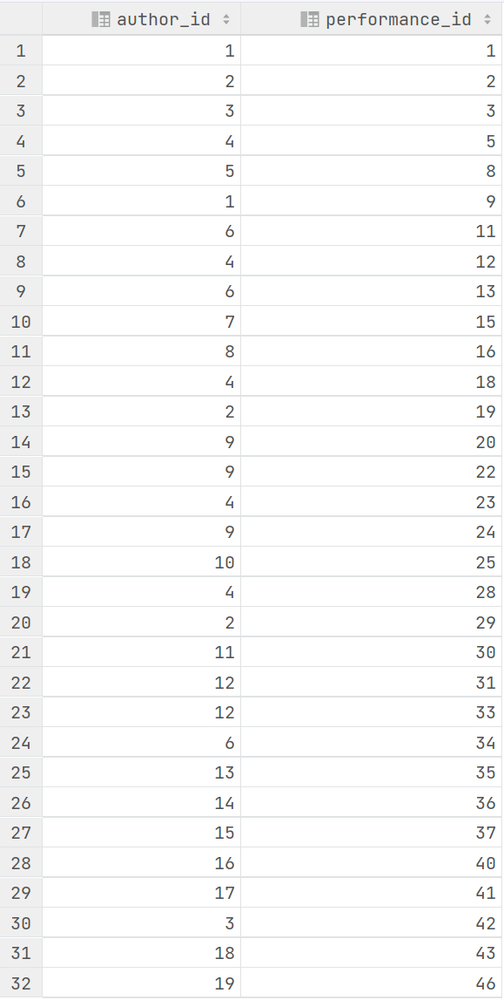 author_id performance_id
1 1 1
2 2 2
3 3 3
4 4 5
5 5 8
6 1 9
7 6 11
8 4 12
9 6 13
10 7 15
11 8 16
12 4 18
13 2 19
14 9 20
15 9 22
16 4 23
17 9 24
18 10 25
19 4 28
20 2 29
21 11 30
22 12 31
23 12 33
24 6 34
25 13 35
26 14 36
27 15 37
28 16 40
29 17 41
30 3 42
31 18 43
32 19 46